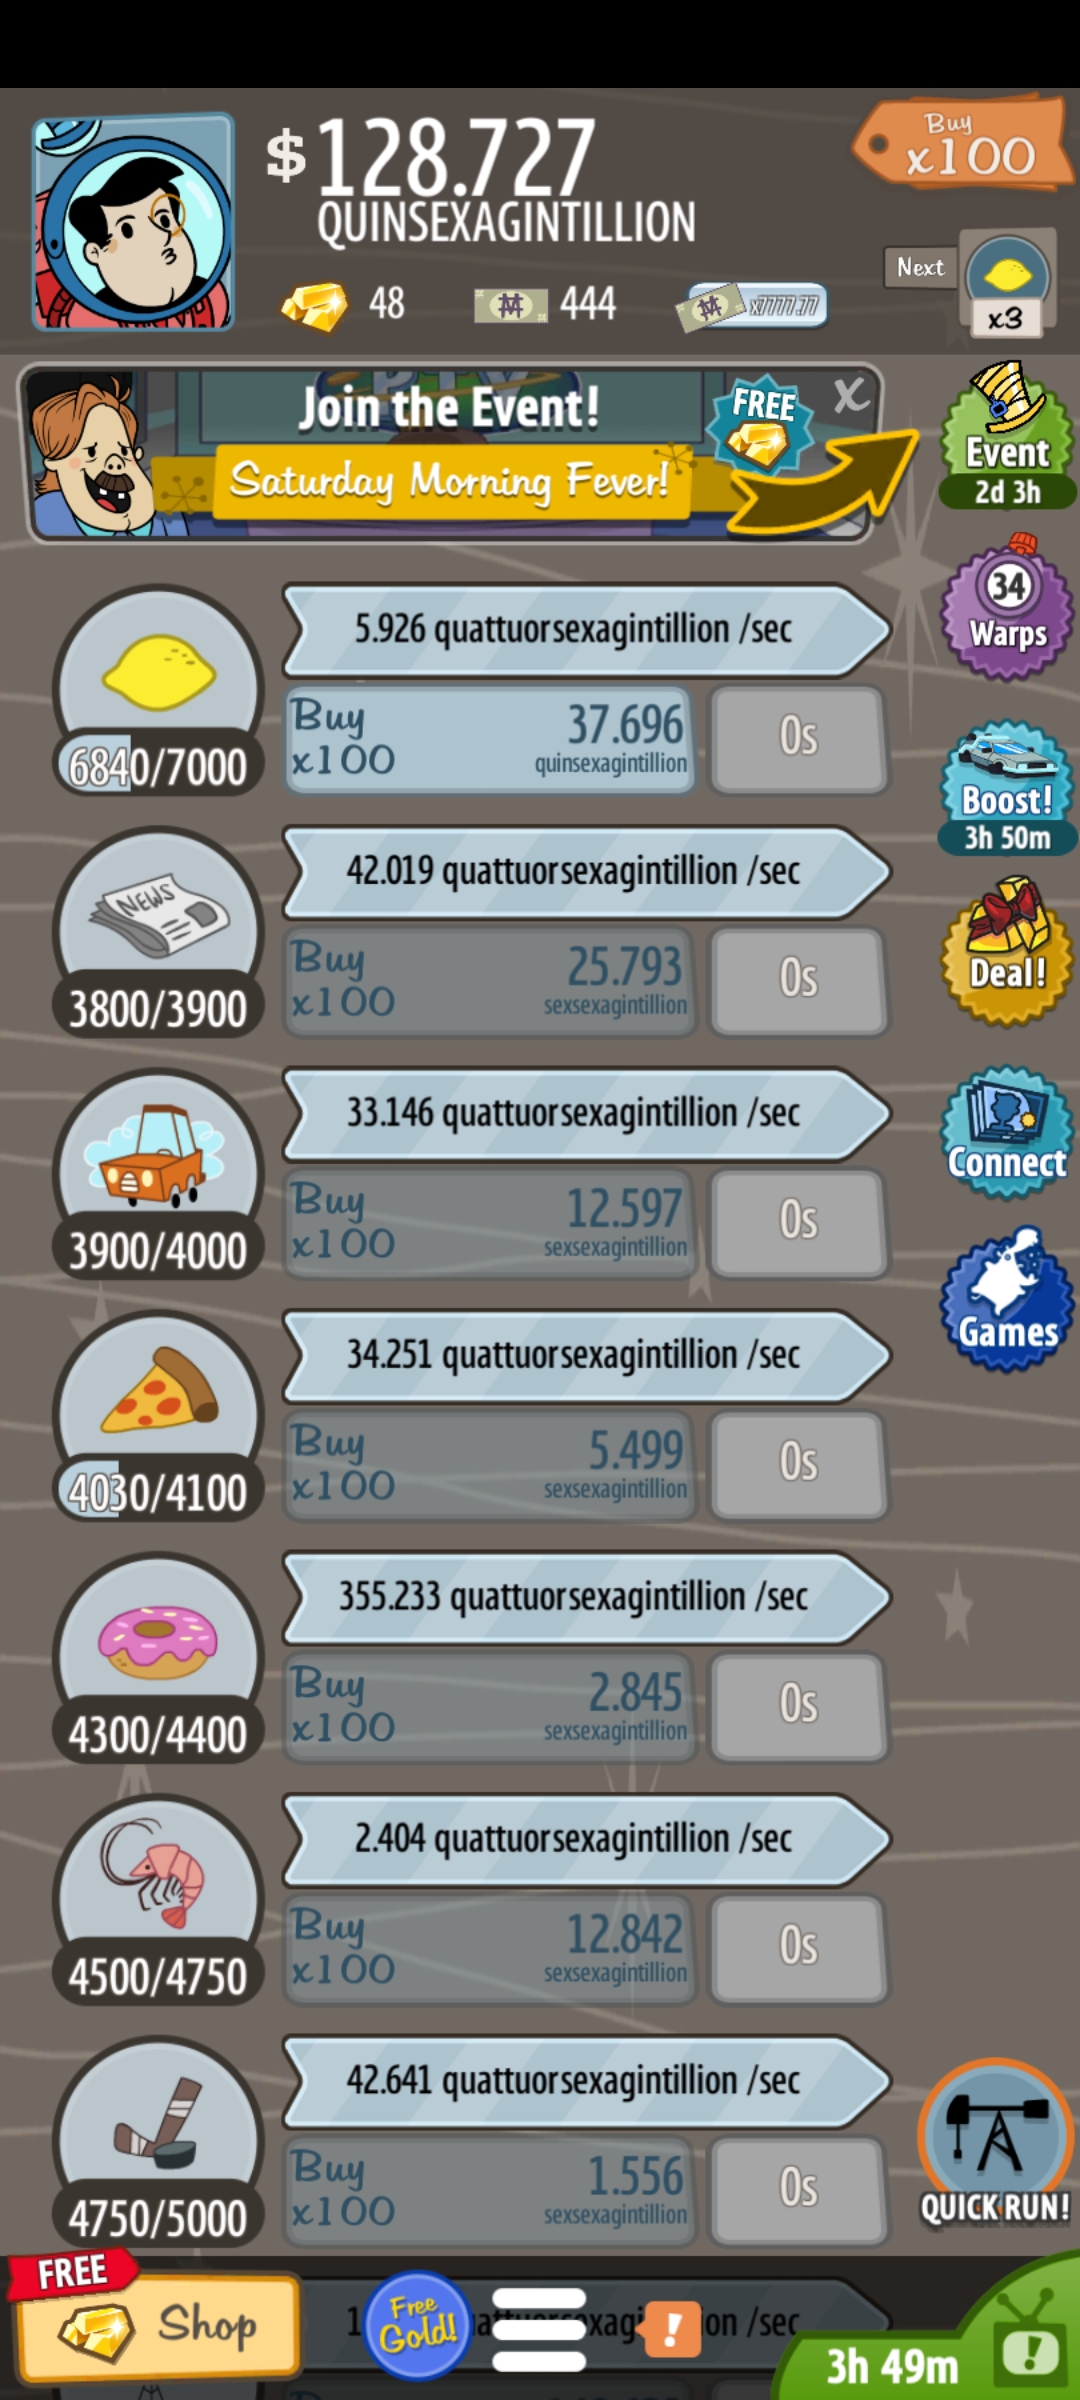 $128.727
QUINSEXAGINTILLION
Buy
x100
48
444
x7777.77
Next
x3
Join the Event!
FREE
X
Saturday Morning Fever!
Event
2d 3h
34
Warps
5.926 quattuorsexagintillion /sec
Buy
x100
37.696
quinsexagintillion
0s
6840/7000
Boost!
3h 50m
42.019 quattuorsexagintillion /sec
NEWS
Buy
x100
25.793
sexsexagintillion
0s
3800/3900
Deal!
33.146 quattuorsexagintillion /sec
Buy
x100
12.597
sexsexagintillion
0s
3900/4000
Connect
Games
34.251 quattuorsexagintillion /sec
Buy
x100
5.499
sexsexagintillion
0s
4030/4100
355.233 quattuorsexagintillion /sec
Buy
x100
2.845
sexsexagintillion
0s
4300/4400
2.404 quattuorsexagintillion /sec
Buy
x100
12.842
sexsexagintillion
0s
4500/4750
42.641 quattuorsexagintillion /sec
Buy
x100
1.556
sexsexagintillion
0s
4750/5000
QUICK RUN!
FREE
Shop
Free
Gold!
!
/sec
!
3h 49m